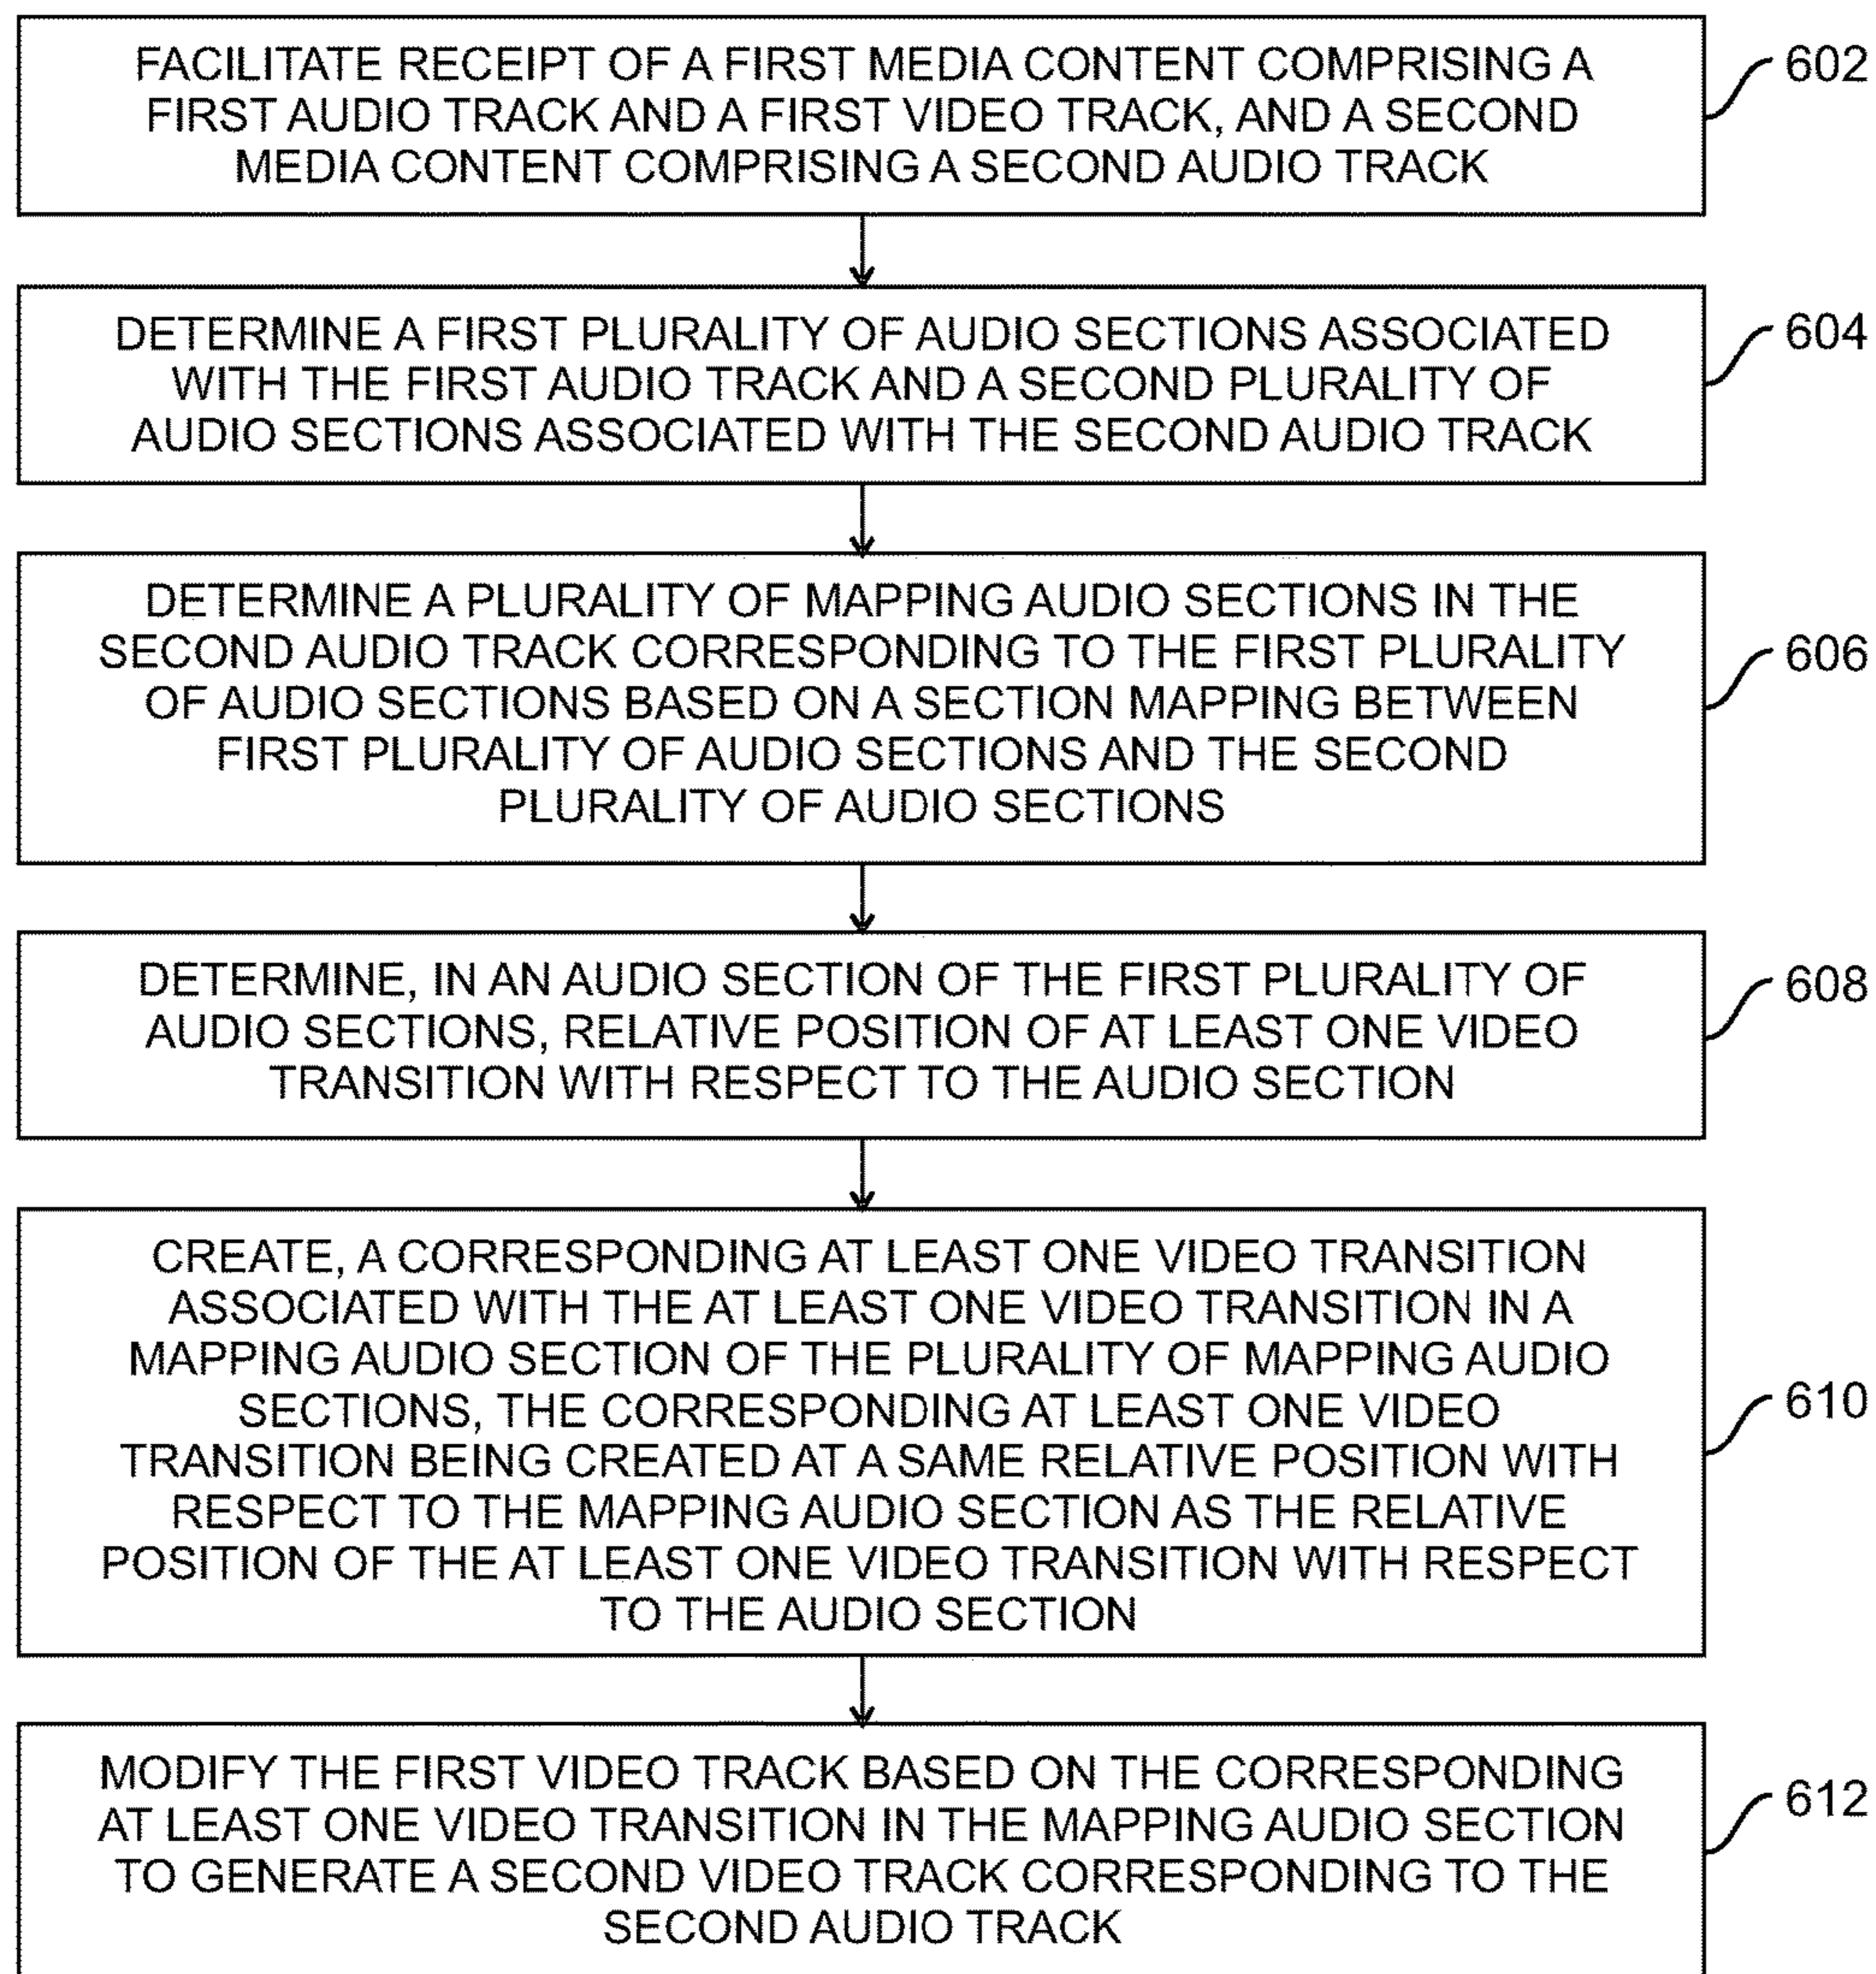 FACILITATE RECEIPT OF A FIRST MEDIA CONTENT COMPRISING A
FIRST AUDIO TRACK AND A FIRST VIDEO TRACK, AND A SECOND
MEDIA CONTENT COMPRISING A SECOND AUDIO TRACK
602
DETERMINE A FIRST PLURALITY OF AUDIO SECTIONS ASSOCIATED
WITH THE FIRST AUDIO TRACK AND A SECOND PLURALITY OF
AUDIO SECTIONS ASSOCIATED WITH THE SECOND AUDIO TRACK
604
DETERMINE A PLURALITY OF MAPPING AUDIO SECTIONS IN THE
SECOND AUDIO TRACK CORRESPONDING TO THE FIRST PLURALITY
OF AUDIO SECTIONS BASED ON A SECTION MAPPING BETWEEN
FIRST PLURALITY OF AUDIO SECTIONS AND THE SECOND
PLURALITY OF AUDIO SECTIONS
606
DETERMINE, IN AN AUDIO SECTION OF THE FIRST PLURALITY OF
AUDIO SECTIONS, RELATIVE POSITION OF AT LEAST ONE VIDEO
TRANSITION WITH RESPECT TO THE AUDIO SECTION
608
CREATE, A CORRESPONDING AT LEAST ONE VIDEO TRANSITION
ASSOCIATED WITH THE AT LEAST ONE VIDEO TRANSITION IN A
MAPPING AUDIO SECTION OF THE PLURALITY OF MAPPING AUDIO
SECTIONS, THE CORRESPONDING AT LEAST ONE VIDEO
TRANSITION BEING CREATED AT A SAME RELATIVE POSITION WITH
RESPECT TO THE MAPPING AUDIO SECTION AS THE RELATIVE
POSITION OF THE AT LEAST ONE VIDEO TRANSITION WITH RESPECT
TO THE AUDIO SECTION
610
MODIFY THE FIRST VIDEO TRACK BASED ON THE CORRESPONDING
AT LEAST ONE VIDEO TRANSITION IN THE MAPPING AUDIO SECTION
TO GENERATE A SECOND VIDEO TRACK CORRESPONDING TO THE
SECOND AUDIO TRACK
612